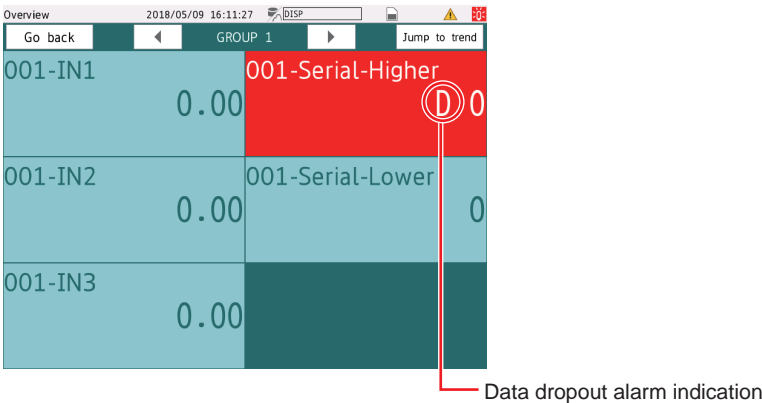 Overview 2018/05/09 16:11:27 DISP
Go back GROUP 1 Jump to trend
001-IN1 001-Serial-Higher
0.00 D 0
001-IN2 001-Serial-Lower
0.00 0
001-IN3
0.00
Data dropout alarm indication